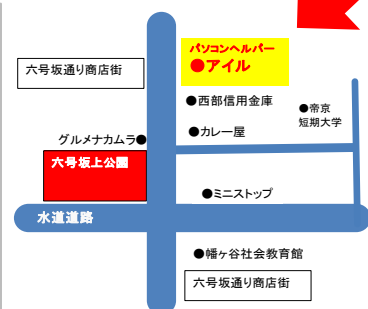 パソコンヘルパー
●アイル
六号坂通り商店街
●西部信用金庫
●帝京
短期大学
●カレー屋
グルメナカムラ●
六号坂上公園
●ミニストップ
水道道路
●幡ヶ谷社会教育館
六号坂通り商店街